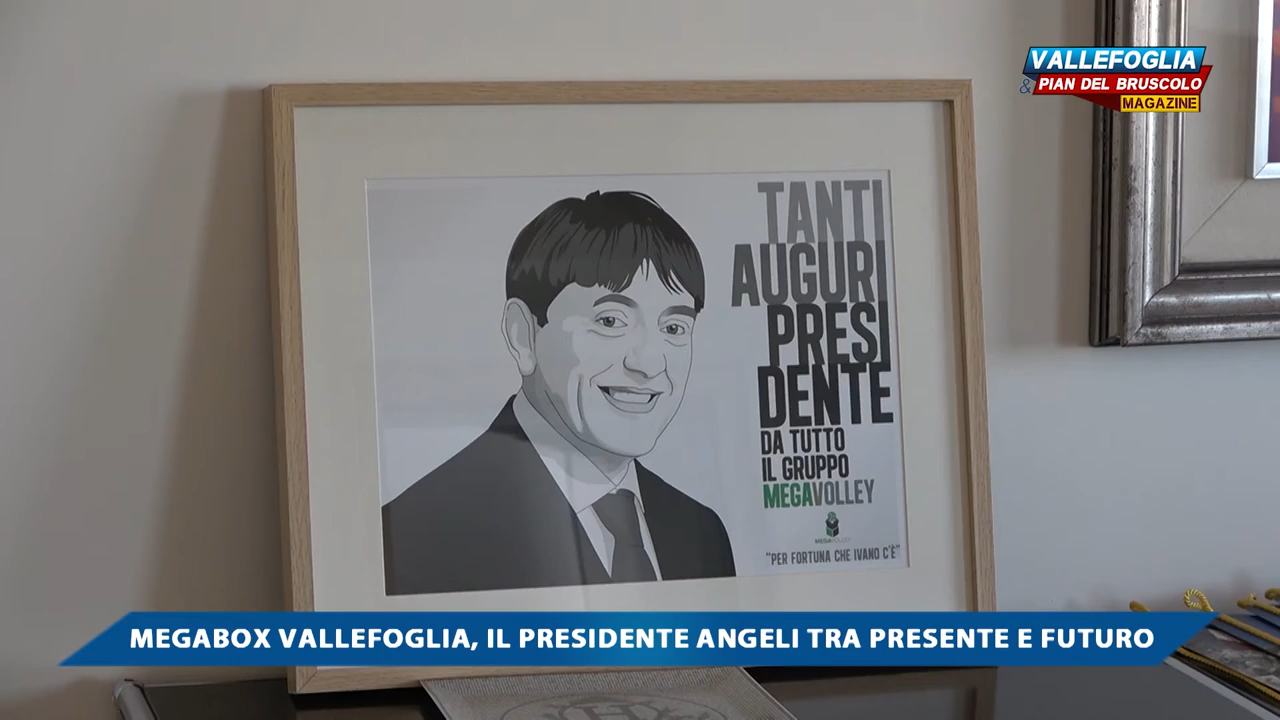 VALLEFOGLIA
& PIAN DEL BRUSCOLO
MAGAZINE
TANTI
AUGURI
PRESI
DENTE
DA TUTTO
IL GRUPPO
MEGAVOLLEY
MEGAVOLLEY
"PER FORTUNA CHE IVANO C'È"
MEGABOX VALLEFOGLIA, IL PRESIDENTE ANGELI TRA PRESENTE E FUTURO